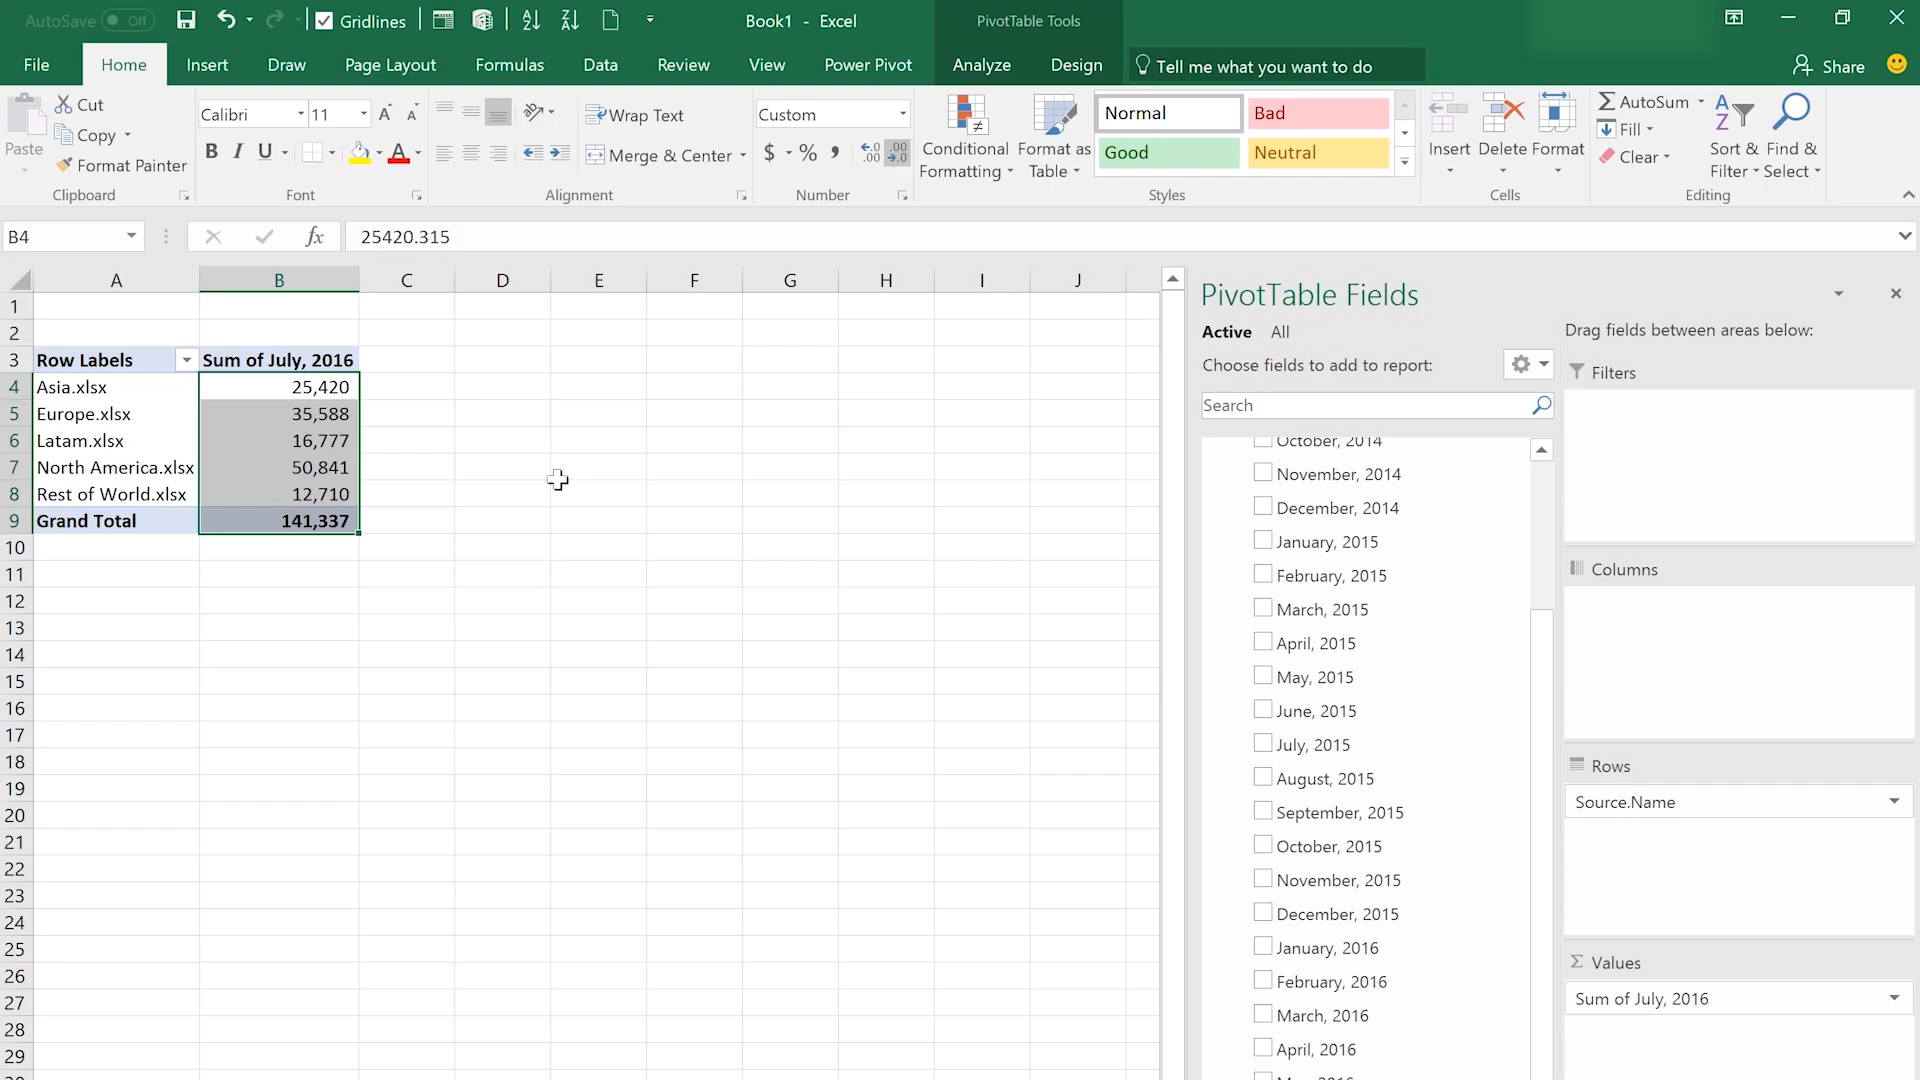 AutoSave Off Gridlines Book1 - Excel PivotTable Tools
File Home Insert Draw Page Layout Formulas Data Review View Power Pivot Analyze Design Tell me what you want to do Share
Paste Cut Copy Format Painter Clipboard
Calibri 11 B I U A Font
Wrap Text Merge & Center Alignment
Custom $ % , .00 Number
Conditional Formatting Format as Table
Normal Bad Good Neutral Styles
Insert Delete Format Cells
AutoSum Fill Clear Sort & Filter Find & Select Editing
B4 fx 25420.315
A B C D E F G H I J
1
2
3 Row Labels Sum of July, 2016
4 Asia.xlsx 25,420
5 Europe.xlsx 35,588
6 Latam.xlsx 16,777
7 North America.xlsx 50,841
8 Rest of World.xlsx 12,710
9 Grand Total 141,337
10
11
12
13
14
15
16
17
18
19
20
21
22
23
24
25
26
27
28
29
PivotTable Fields
Active All
Choose fields to add to report:
Search
October, 2014
November, 2014
December, 2014
January, 2015
February, 2015
March, 2015
April, 2015
May, 2015
June, 2015
July, 2015
August, 2015
September, 2015
October, 2015
November, 2015
December, 2015
January, 2016
February, 2016
March, 2016
April, 2016
Drag fields between areas below:
Filters
Columns
Rows
Source.Name
Σ Values
Sum of July, 2016